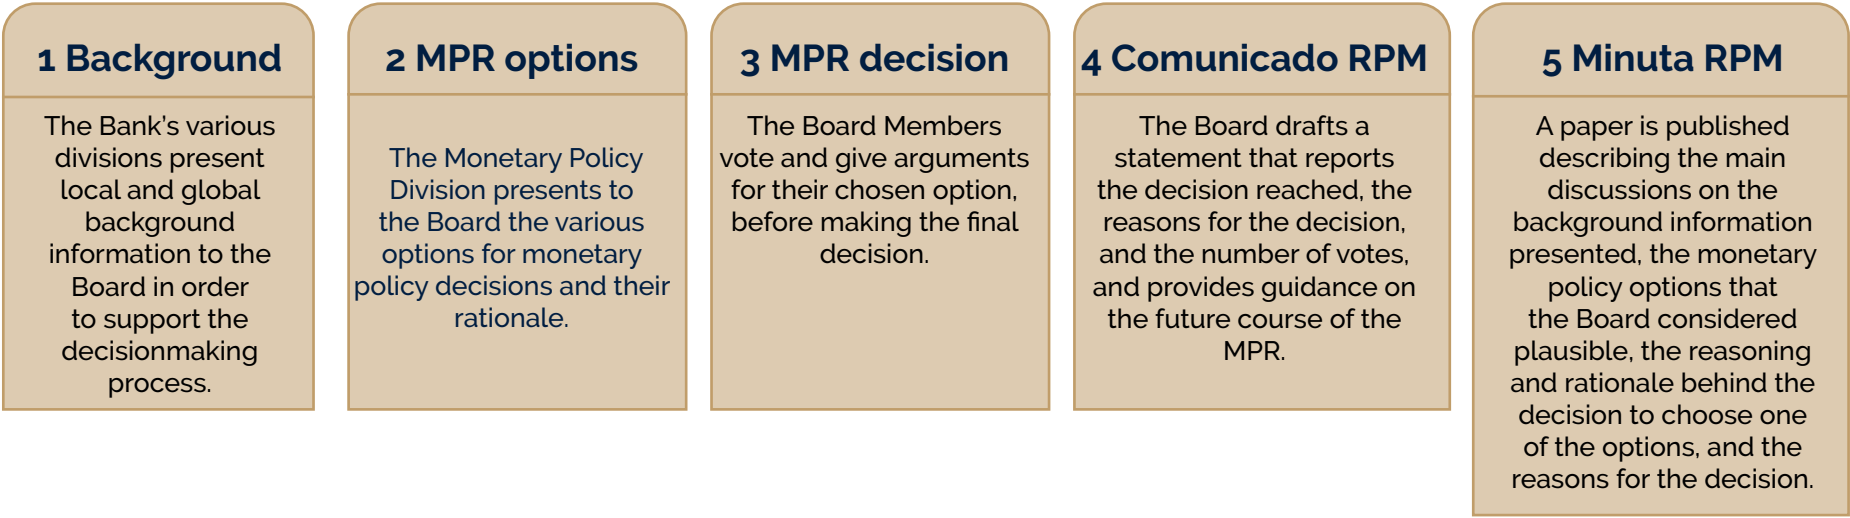 1 Background
The Bank's various
divisions present
local and global
background
information to the
Board in order
to support the
decisionmaking
process.
2 MPR options
The Monetary Policy
Division presents to
the Board the various
options for monetary
policy decisions and their
rationale.
3 MPR decision
The Board Members
vote and give arguments
for their chosen option,
before making the final
decision.
4 Comunicado RPM
The Board drafts a
statement that reports
the decision reached, the
reasons for the decision,
and the number of votes,
and provides guidance on
the future course of the
MPR.
5 Minuta RPM
A paper is published
describing the main
discussions on the
background information
presented, the monetary
policy options that
the Board considered
plausible, the reasoning
and rationale behind the
decision to choose one
of the options, and the
reasons for the decision.